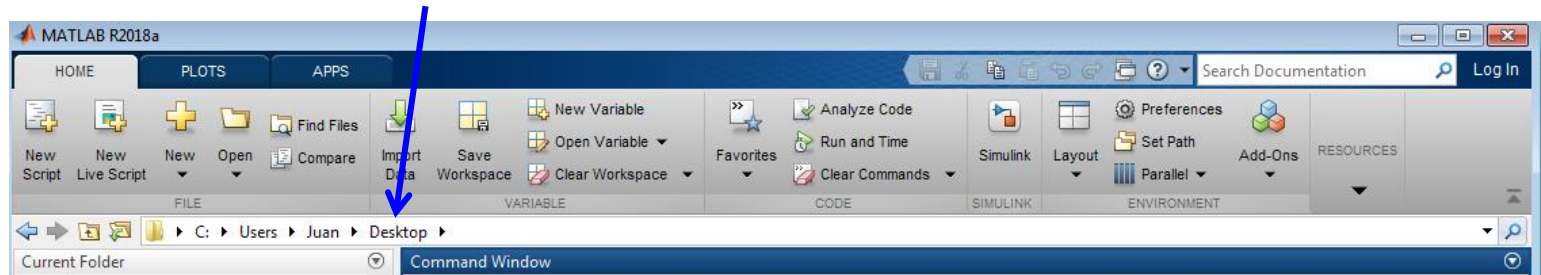 MATLAB R2018a
HOME PLOTS APPS Search Documentation Log In
New Script New Live Script New Open Find Files Compare Import Data Save Workspace New Variable Open Variable Clear Workspace Favorites Analyze Code Run and Time Clear Commands Simulink Layout Preferences Set Path Parallel Add-Ons RESOURCES
FILE VARIABLE CODE SIMULINK ENVIRONMENT
C: Users Juan Desktop
Current Folder Command Window